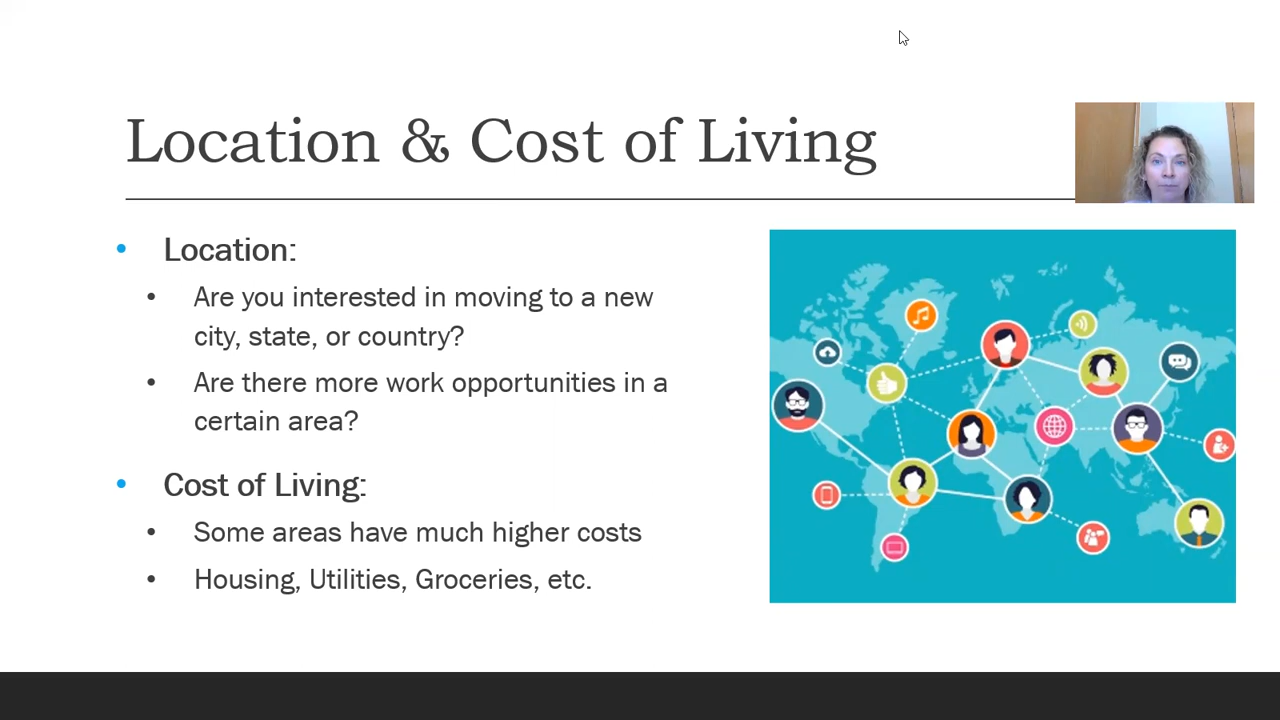 Location & Cost of Living
• Location:
• Are you interested in moving to a new
city, state, or country?
• Are there more work opportunities in a
certain area?
• Cost of Living:
• Some areas have much higher costs
• Housing, Utilities, Groceries, etc.